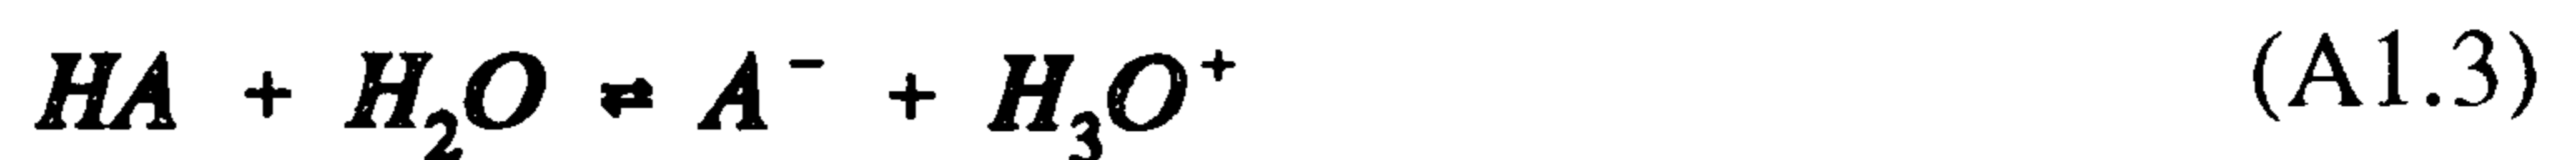 HA + H₂O ⇌ A⁻ + H₃O⁺ (A1.3)